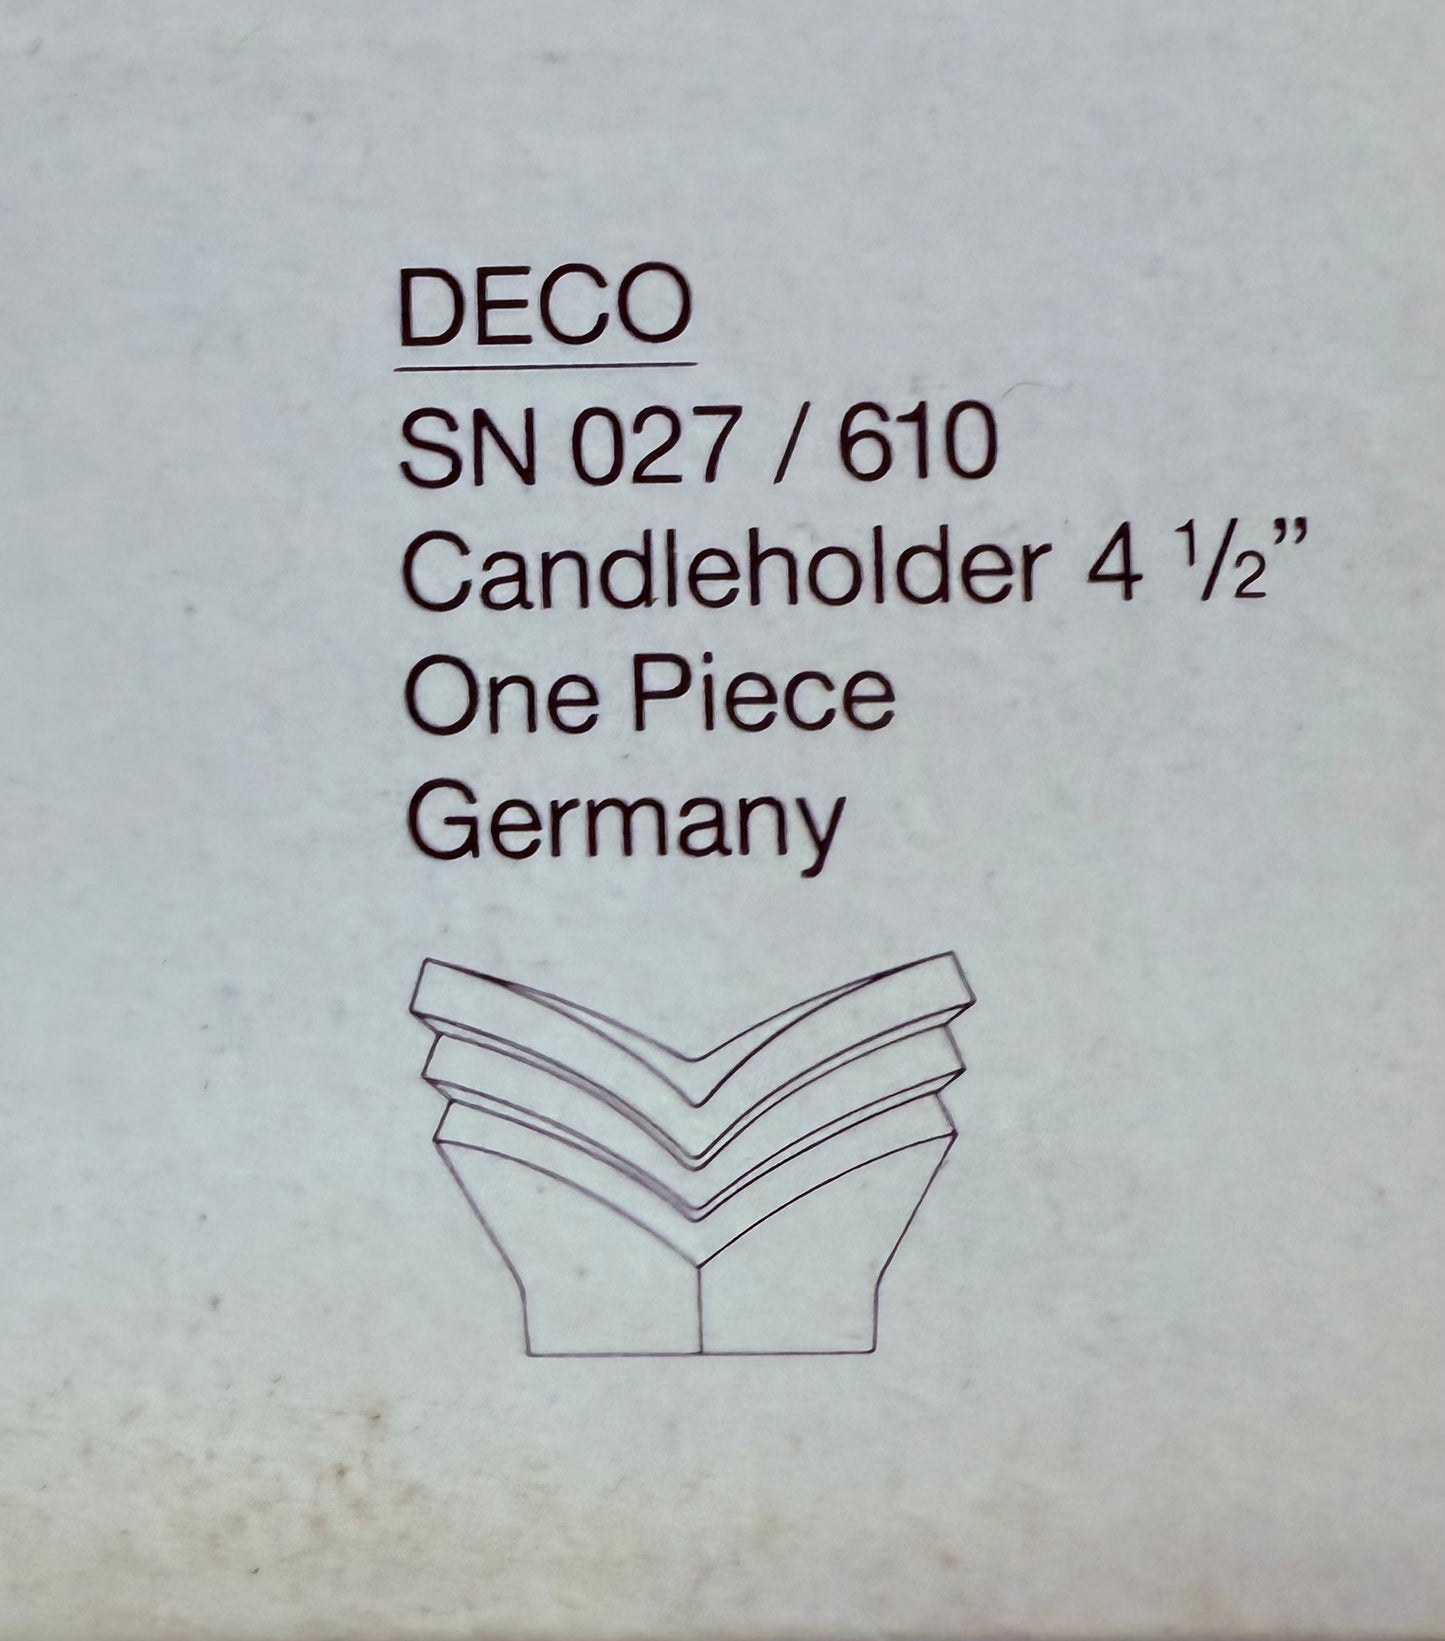 DECO
SN 027 / 610
Candleholder 4 1/2”
One Piece
Germany